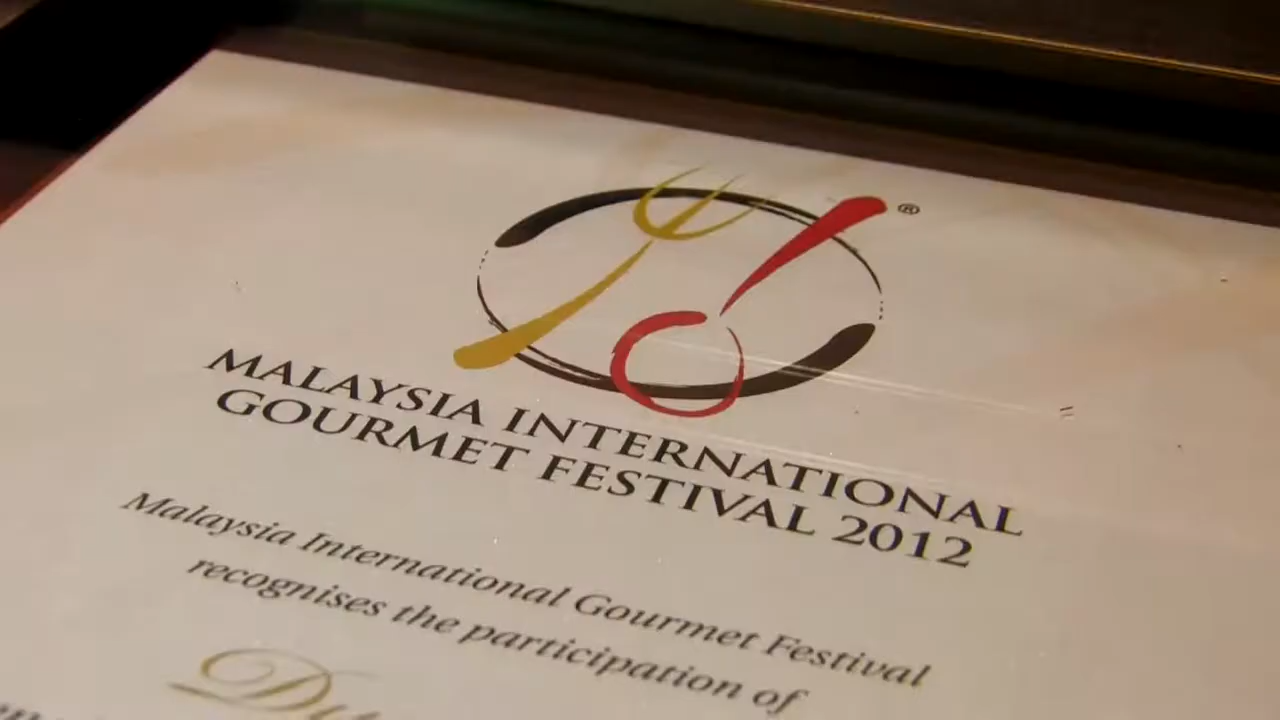 ®
MALAYSIA INTERNATIONAL
GOURMET FESTIVAL 2012
Malaysia International Gourmet Festival
recognises the participation of